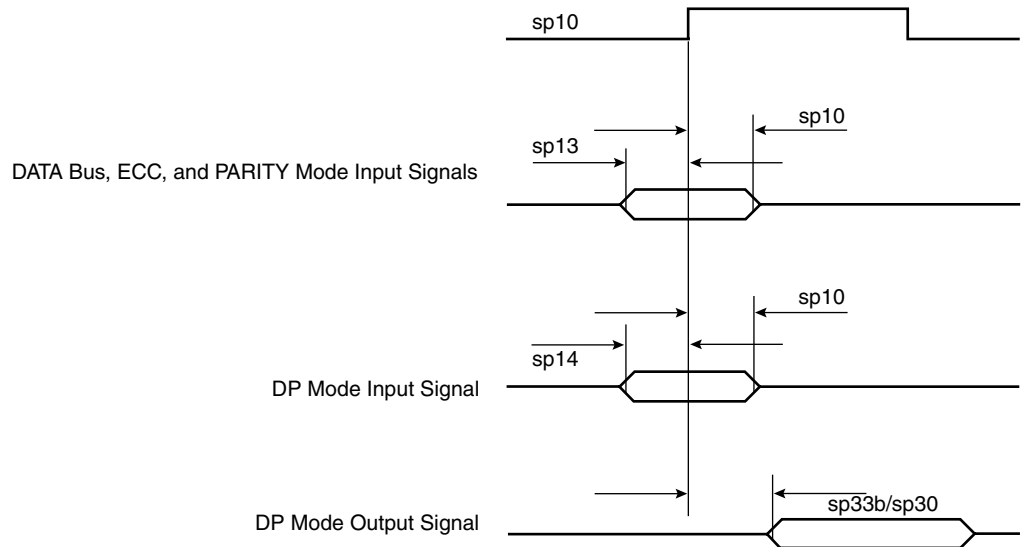 sp10
sp10
sp13
DATA Bus, ECC, and PARITY Mode Input Signals
sp10
sp14
DP Mode Input Signal
sp33b/sp30
DP Mode Output Signal